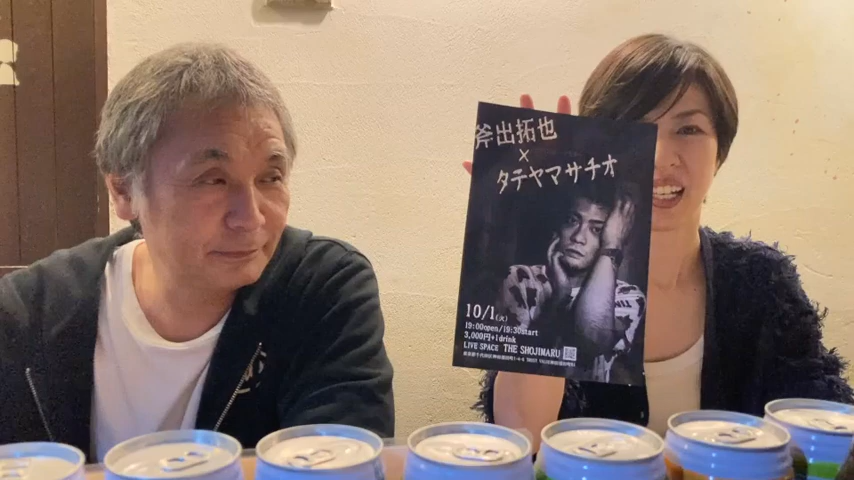 斧出拓也
×
タテヤマサチオ
10/1(火)
19:00open/19:30start
3,000円+1drink
LIVE SPACE THE SHOJIMARU